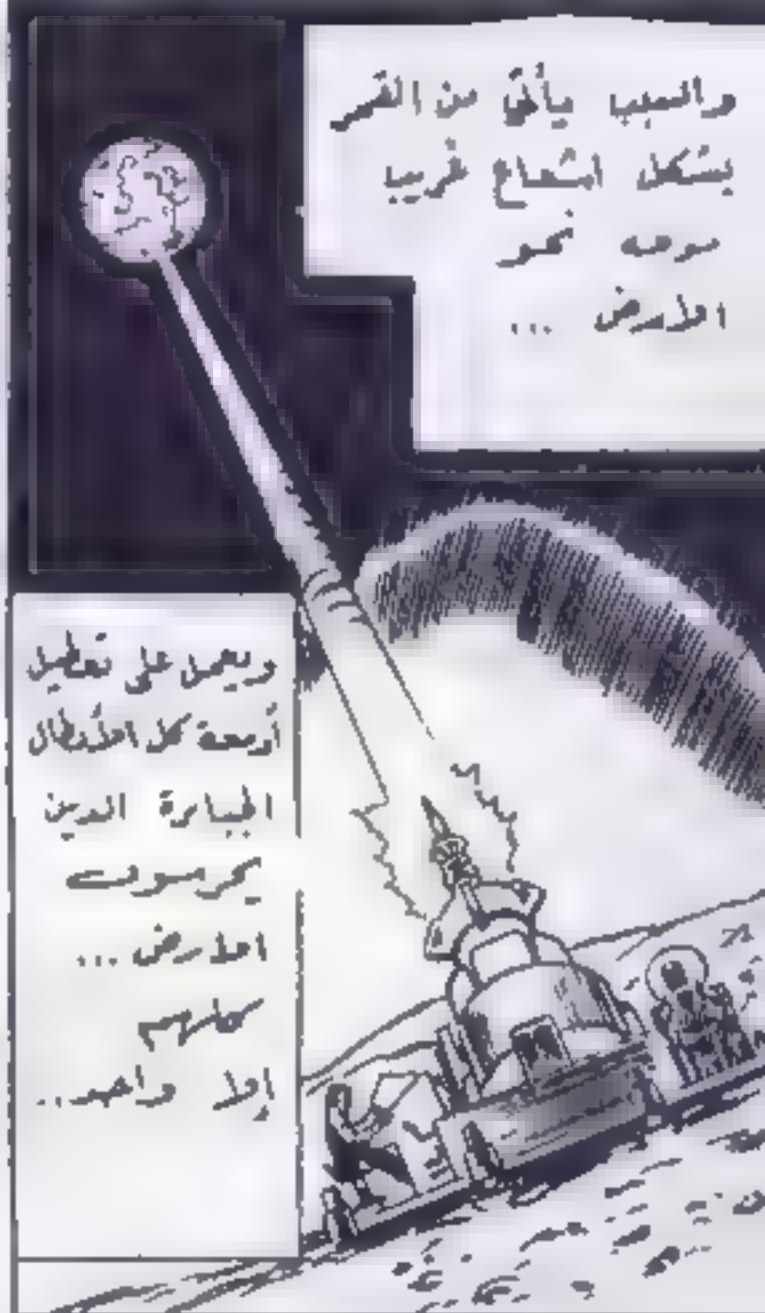 والسبب يأتي من القمر
بشكل اشعاع غريب
موجه نحو
الأرض ...
ويعمل على تعطيل
أدمغة كل الأبطال
الجبابرة الذين
يحرسون
الأرض ...
كلهم
إلا واحد..